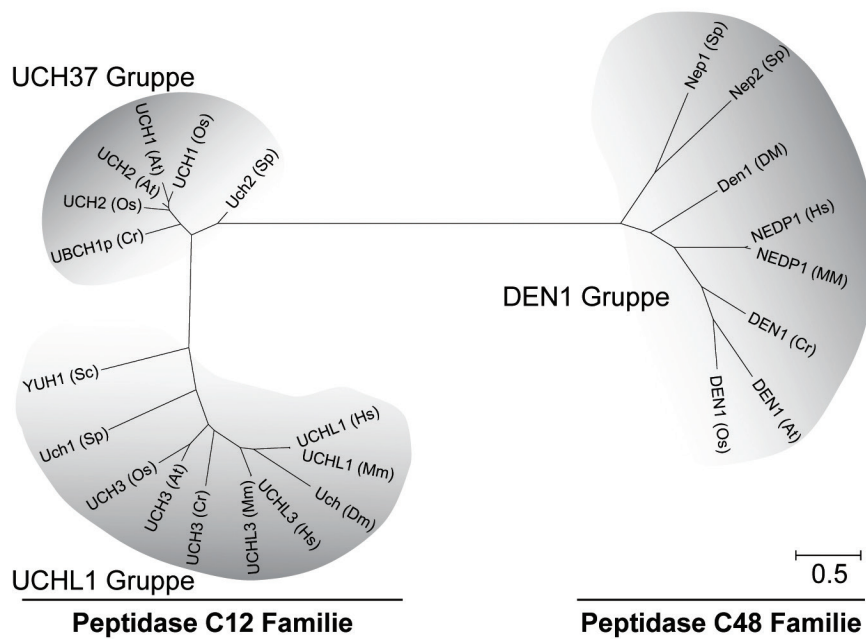 UCH37 Gruppe
UCH1 (At)
UCH1 (Os)
UCH2 (At)
UCH2 (Os)
UBCH1p (Cr)
Uch2 (Sp)
Nep1 (Sp)
Nep2 (Sp)
Den1 (DM)
NEDP1 (Hs)
NEDP1 (MM)
DEN1 Gruppe
DEN1 (Cr)
DEN1 (At)
DEN1 (Os)
YUH1 (Sc)
Uch1 (Sp)
UCH3 (Os)
UCH3 (At)
UCH3 (Cr)
UCHL3 (Mm)
UCHL3 (Hs)
Uch (Dm)
UCHL1 (Mm)
UCHL1 (Hs)
UCHL1 Gruppe
0.5
Peptidase C12 Familie
Peptidase C48 Familie